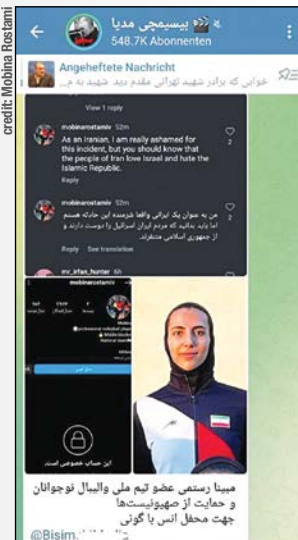 credit: Mobina Rostami
بیسیمچی مدیا
548.7K Abonnenten
Angeheftete Nachricht
خوابی که برادر شهید تهرانی مقدم دید شهید به م...
View 1 reply
mobinarostamiv 52m
As an Iranian, I am really ashamed for
this incident, but you should know that
the people of Iran love Israel and hate the
Islamic Republic.
2
Reply
mobinarostamiv 52m
من به عنوان یک ایرانی واقعا شرمنده این حادثه هستم
اما باید بدانید که مردم ایران اسرائیل را دوست دارند و
از جمهوری اسلامی متنفرند.
2
Reply See translation
mr_irfan_hunter 6h
mobinarostamiv
این حساب خصوصی است.
مبینا رستمی عضو تیم ملی والیبال نوجوانان
و حمایت از صهیونیست‌ها
جهت محفل انس با گونی
@Bisim